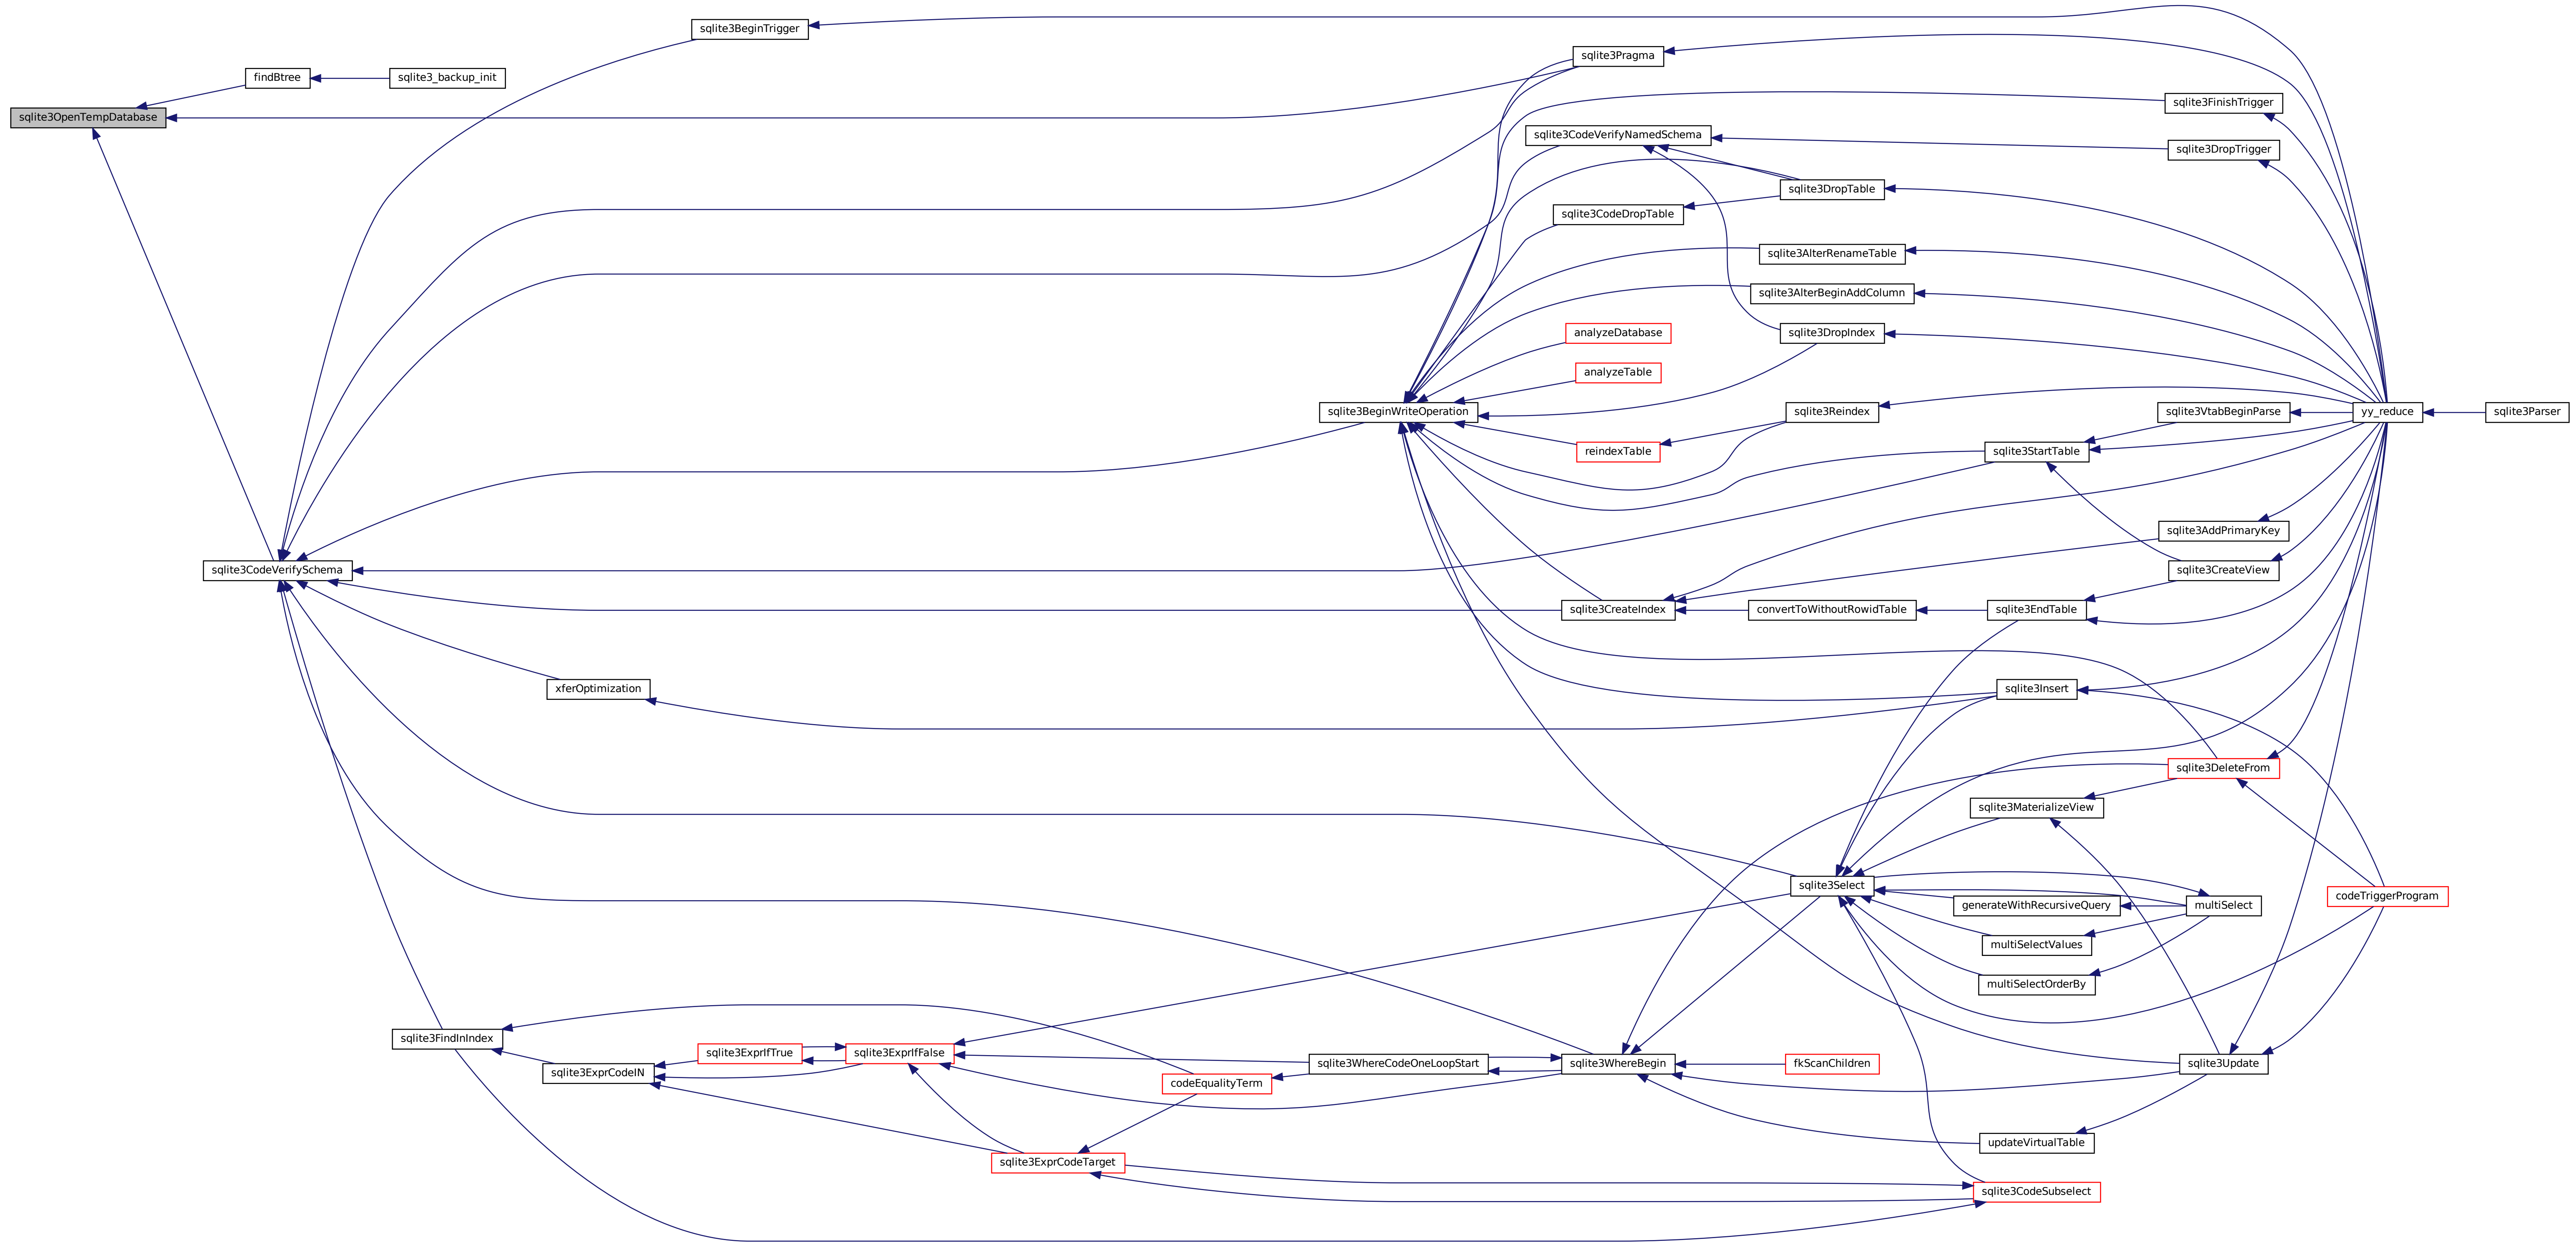 sqlite3BeginTrigger
sqlite3Pragma
findBtree
sqlite3_backup_init
sqlite3OpenTempDatabase
sqlite3FinishTrigger
sqlite3CodeVerifyNamedSchema
sqlite3DropTrigger
sqlite3DropTable
sqlite3CodeDropTable
sqlite3AlterRenameTable
sqlite3AlterBeginAddColumn
analyzeDatabase
sqlite3DropIndex
analyzeTable
sqlite3BeginWriteOperation
sqlite3Reindex
sqlite3VtabBeginParse
yy_reduce
sqlite3Parser
reindexTable
sqlite3StartTable
sqlite3AddPrimaryKey
sqlite3CodeVerifySchema
sqlite3CreateView
sqlite3CreateIndex
convertToWithoutRowidTable
sqlite3EndTable
xferOptimization
sqlite3Insert
sqlite3DeleteFrom
sqlite3MaterializeView
sqlite3Select
codeTriggerProgram
generateWithRecursiveQuery
multiSelect
multiSelectValues
multiSelectOrderBy
sqlite3FindInIndex
sqlite3ExprIfTrue
sqlite3ExprIfFalse
sqlite3WhereCodeOneLoopStart
sqlite3WhereBegin
fkScanChildren
sqlite3Update
sqlite3ExprCodeIN
codeEqualityTerm
updateVirtualTable
sqlite3ExprCodeTarget
sqlite3CodeSubselect